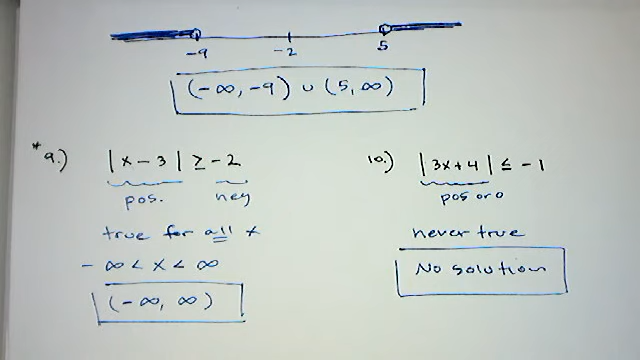 -9 -2 5
(-∞, -9) ∪ (5, ∞)
*9.) |x - 3| ≥ -2
pos. neg
true for all x
-∞ < x < ∞
(-∞, ∞)
10.) |3x+4| ≤ -1
pos or 0
never true
No solution